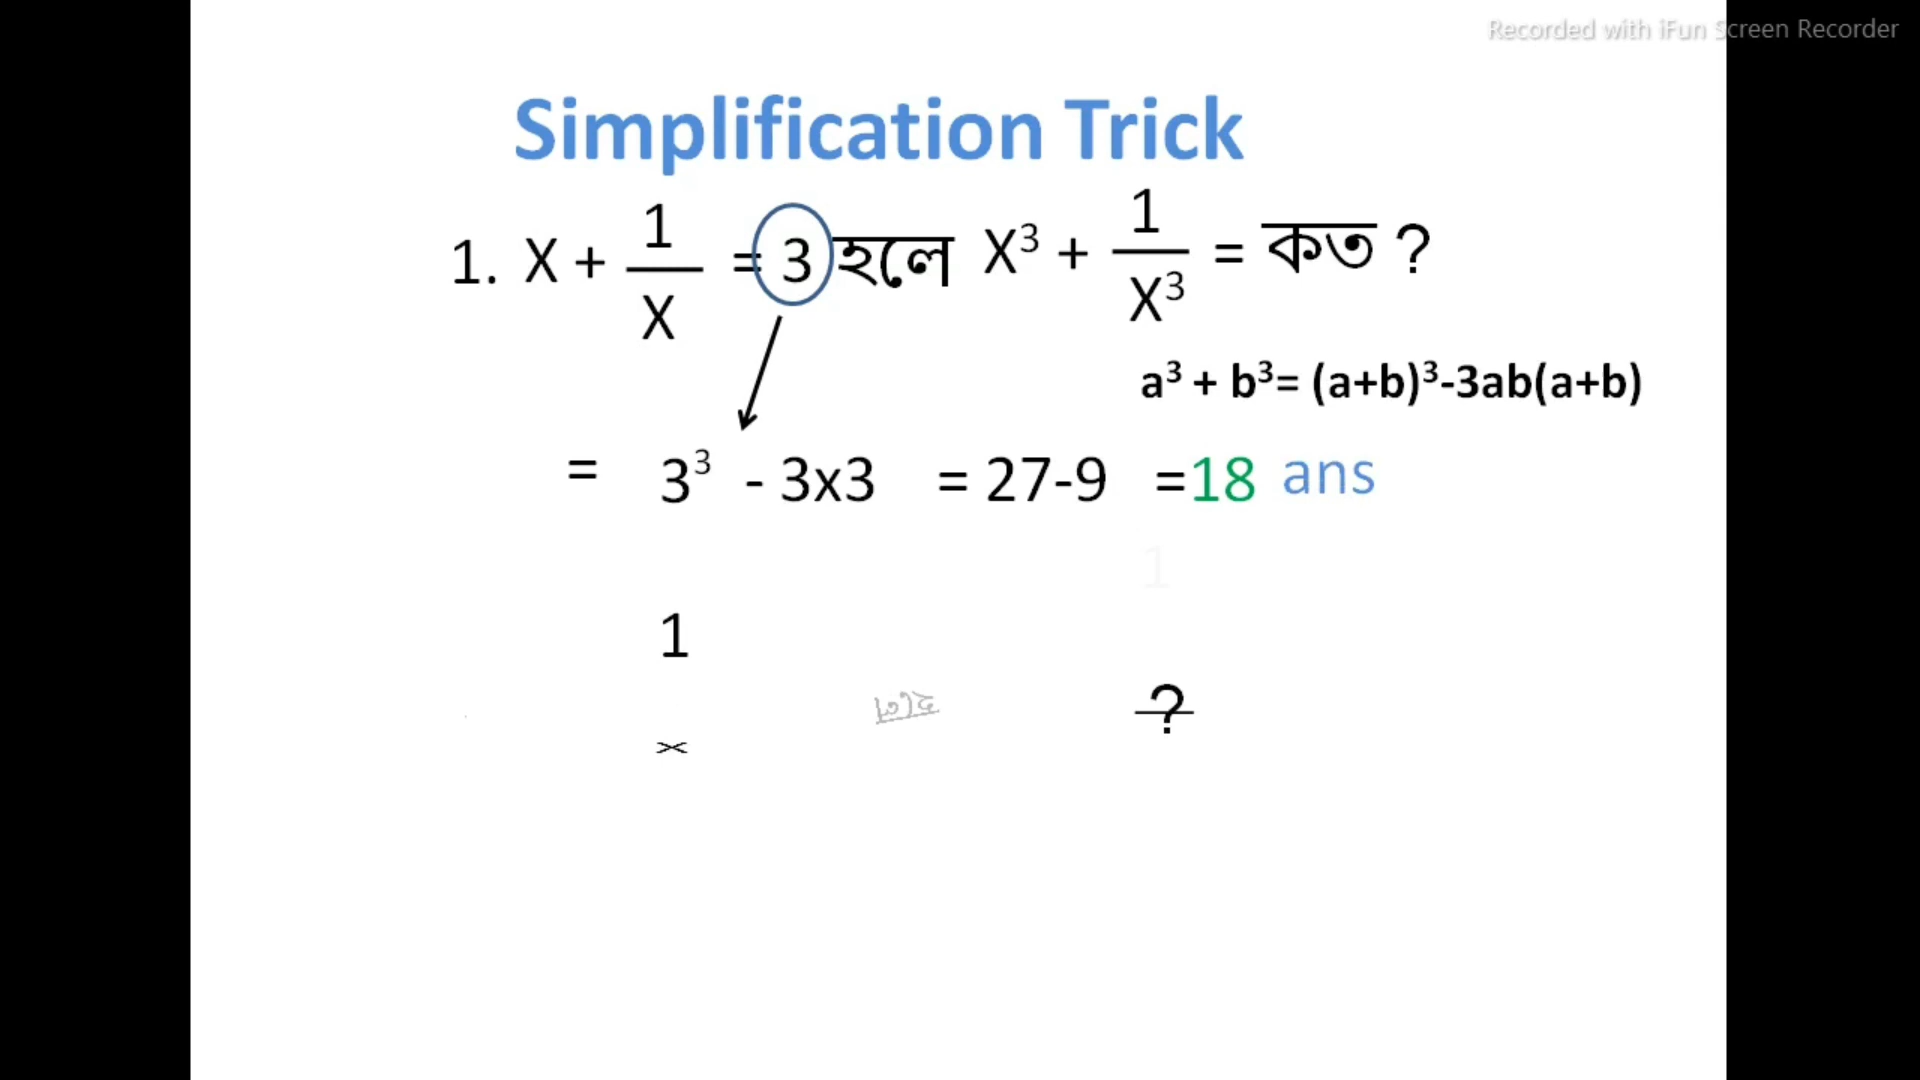 Recorded with iFun Screen Recorder
Simplification Trick
1. X + 1/X = 3 হলে X³ + 1/X³ = কত ?
a³ + b³= (a+b)³-3ab(a+b)
= 3³ - 3x3 = 27-9 =18 ans
1
1
?